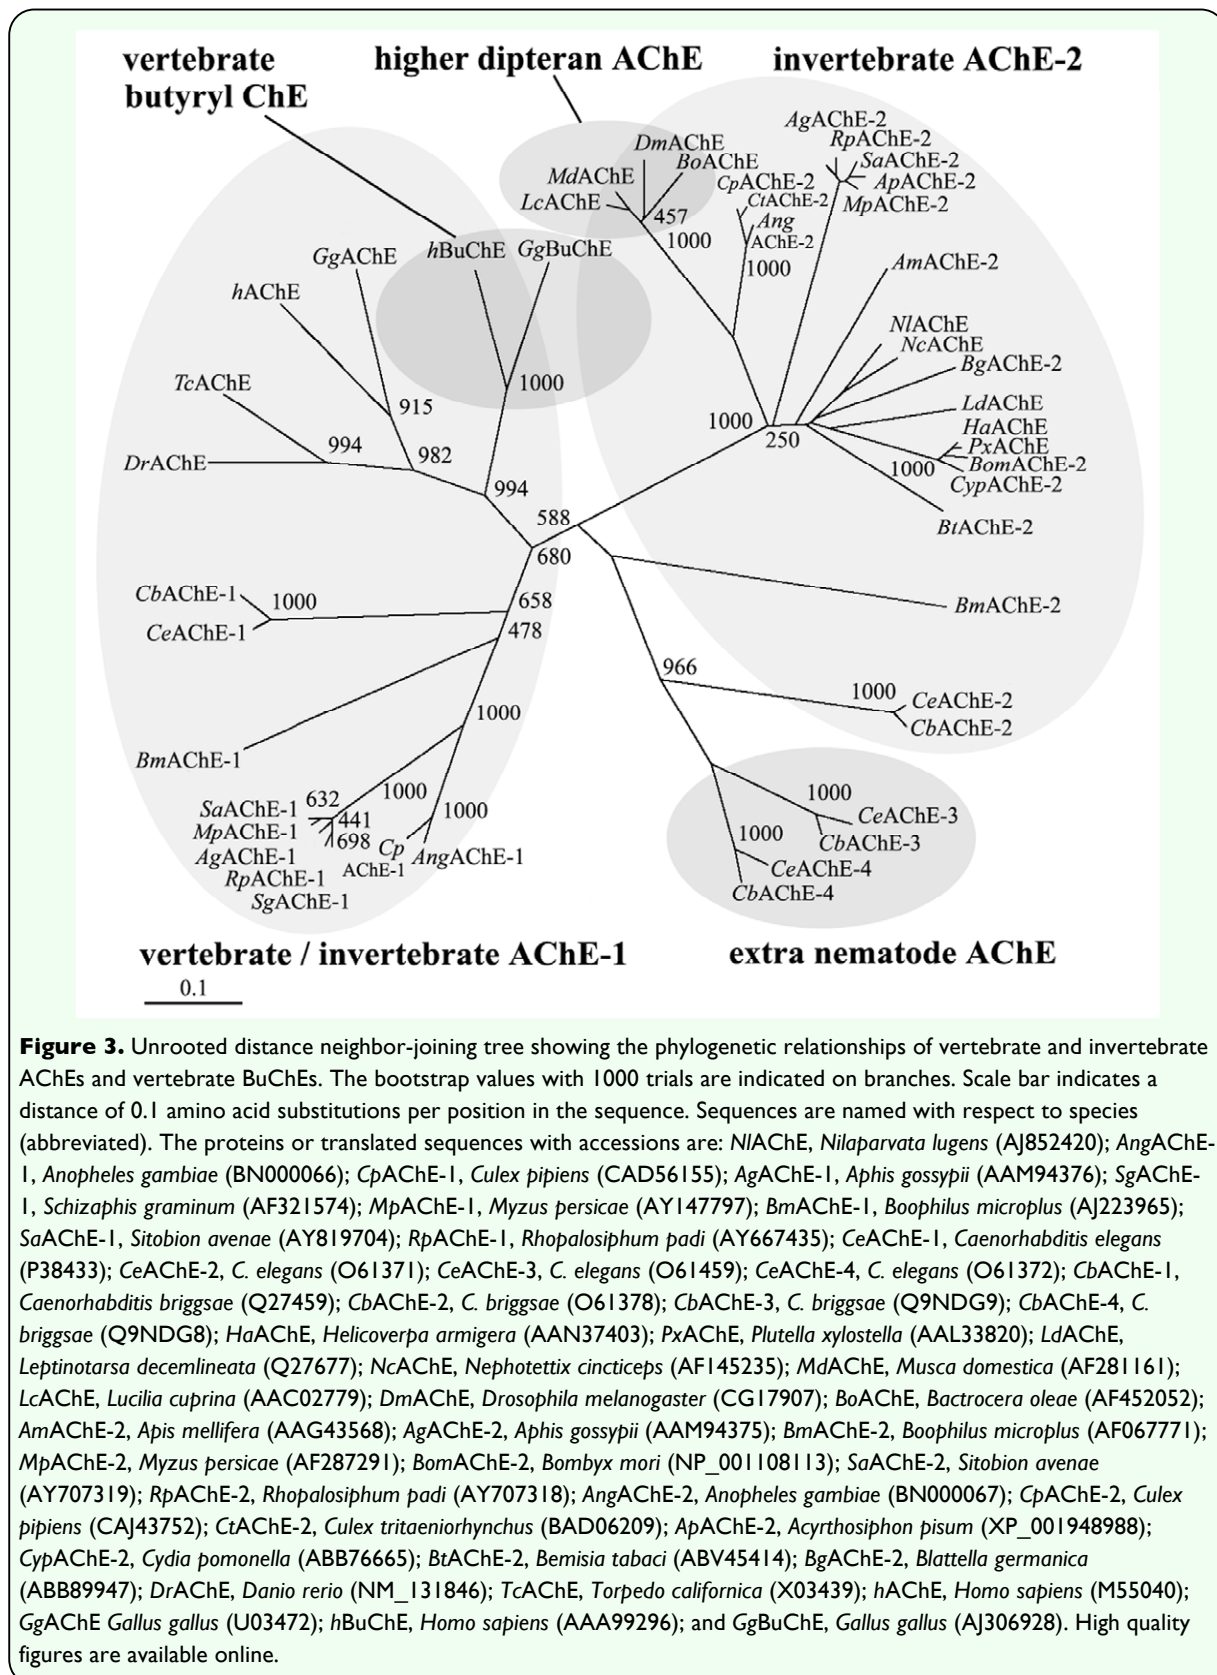 vertebrate
butyryl ChE
higher dipteran AChE
invertebrate AChE-2
AgAChE-2
RpAChE-2
SaAChE-2
ApAChE-2
MpAChE-2
DmAChE
BoAChE
MdAChE
LcAChE
457
1000
CpAChE-2
CtAChE-2
Ang
AChE-2
1000
AmAChE-2
NlAChE
NcAChE
BgAChE-2
LdAChE
HaAChE
PxAChE
BomAChE-2
CypAChE-2
1000
BtAChE-2
1000
250
GgAChE
hBuChE
GgBuChE
hAChE
TcAChE
DrAChE
915
1000
994
982
994
588
680
CbAChE-1
CeAChE-1
1000
658
478
BmAChE-2
966
1000
CeAChE-2
CbAChE-2
1000
BmAChE-1
SaAChE-1
MpAChE-1
AgAChE-1
RpAChE-1
SgAChE-1
632
441
698
1000
1000
Cp
AChE-1
AngAChE-1
1000
CeAChE-3
CbAChE-3
1000
CeAChE-4
CbAChE-4
vertebrate / invertebrate AChE-1
extra nematode AChE
0.1
Figure 3. Unrooted distance neighbor-joining tree showing the phylogenetic relationships of vertebrate and invertebrate
AChEs and vertebrate BuChEs. The bootstrap values with 1000 trials are indicated on branches. Scale bar indicates a
distance of 0.1 amino acid substitutions per position in the sequence. Sequences are named with respect to species
(abbreviated). The proteins or translated sequences with accessions are: NlAChE, Nilaparvata lugens (AJ852420); AngAChE-
1, Anopheles gambiae (BN000066); CpAChE-1, Culex pipiens (CAD56155); AgAChE-1, Aphis gossypii (AAM94376); SgAChE-
1, Schizaphis graminum (AF321574); MpAChE-1, Myzus persicae (AY147797); BmAChE-1, Boophilus microplus (AJ223965);
SaAChE-1, Sitobion avenae (AY819704); RpAChE-1, Rhopalosiphum padi (AY667435); CeAChE-1, Caenorhabditis elegans
(P38433); CeAChE-2, C. elegans (O61371); CeAChE-3, C. elegans (O61459); CeAChE-4, C. elegans (O61372); CbAChE-1,
Caenorhabditis briggsae (Q27459); CbAChE-2, C. briggsae (O61378); CbAChE-3, C. briggsae (Q9NDG9); CbAChE-4, C.
briggsae (Q9NDG8); HaAChE, Helicoverpa armigera (AAN37403); PxAChE, Plutella xylostella (AAL33820); LdAChE,
Leptinotarsa decemlineata (Q27677); NcAChE, Nephotettix cincticeps (AF145235); MdAChE, Musca domestica (AF281161);
LcAChE, Lucilia cuprina (AAC02779); DmAChE, Drosophila melanogaster (CG17907); BoAChE, Bactrocera oleae (AF452052);
AmAChE-2, Apis mellifera (AAG43568); AgAChE-2, Aphis gossypii (AAM94375); BmAChE-2, Boophilus microplus (AF067771);
MpAChE-2, Myzus persicae (AF287291); BomAChE-2, Bombyx mori (NP_001108113); SaAChE-2, Sitobion avenae
(AY707319); RpAChE-2, Rhopalosiphum padi (AY707318); AngAChE-2, Anopheles gambiae (BN000067); CpAChE-2, Culex
pipiens (CAJ43752); CtAChE-2, Culex tritaeniorhynchus (BAD06209); ApAChE-2, Acyrthosiphon pisum (XP_001948988);
CypAChE-2, Cydia pomonella (ABB76665); BtAChE-2, Bemisia tabaci (ABV45414); BgAChE-2, Blattella germanica
(ABB89947); DrAChE, Danio rerio (NM_131846); TcAChE, Torpedo californica (X03439); hAChE, Homo sapiens (M55040);
GgAChE Gallus gallus (U03472); hBuChE, Homo sapiens (AAA99296); and GgBuChE, Gallus gallus (AJ306928). High quality
figures are available online.